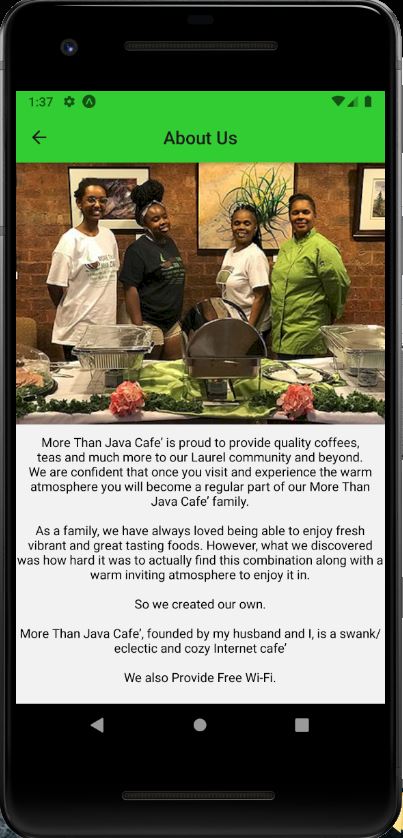 1:37
About Us
More Than Java Cafe’ is proud to provide quality coffees,
teas and much more to our Laurel community and beyond.
We are confident that once you visit and experience the warm
atmosphere you will become a regular part of our More Than
Java Cafe’ family.
As a family, we have always loved being able to enjoy fresh
vibrant and great tasting foods. However, what we discovered
was how hard it was to actually find this combination along with a
warm inviting atmosphere to enjoy it in.
So we created our own.
More Than Java Cafe’, founded by my husband and I, is a swank/
eclectic and cozy Internet cafe’
We also Provide Free Wi-Fi.